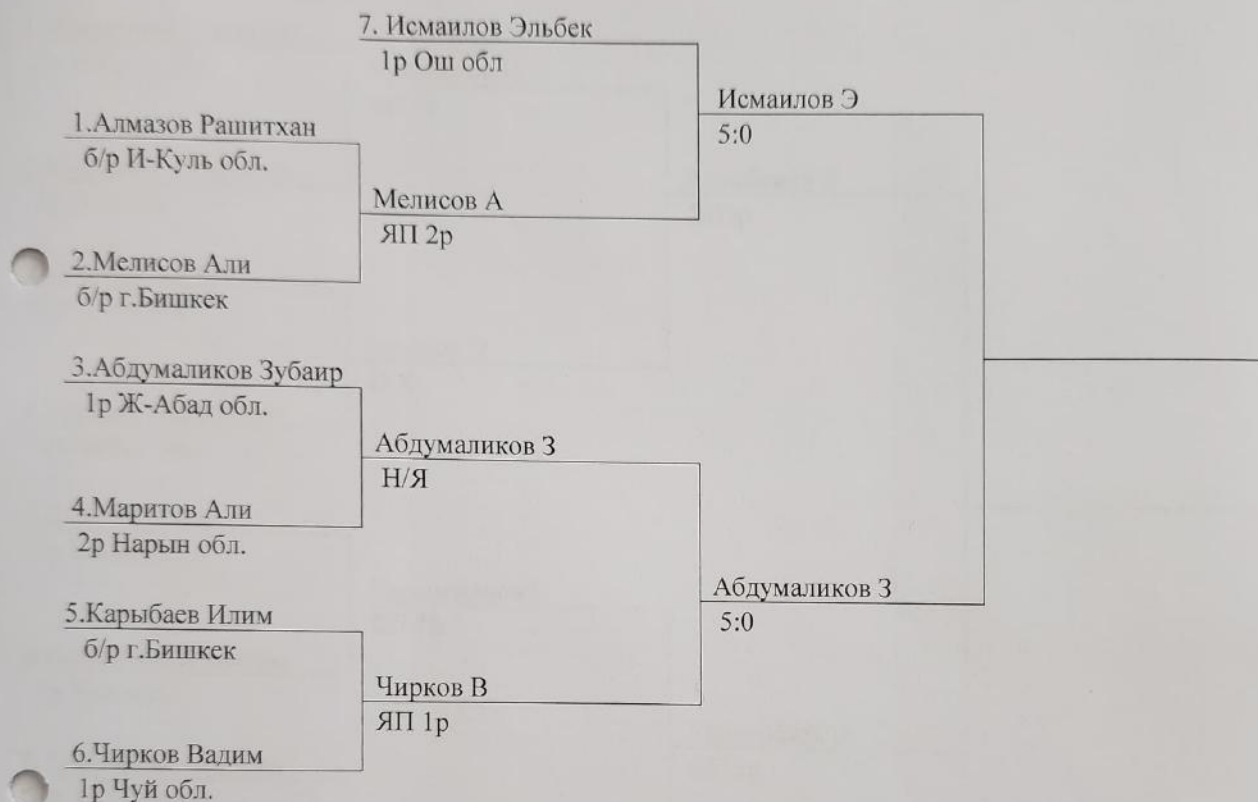 7. Исмаилов Эльбек
1р Ош обл
Исмаилов Э
5:0
1.Алмазов Рашитхан
б/р И-Куль обл.
Мелисов А
ЯП 2р
2.Мелисов Али
б/р г.Бишкек
3.Абдумаликов Зубаир
1р Ж-Абад обл.
Абдумаликов З
Н/Я
4.Маритов Али
2р Нарын обл.
Абдумаликов З
5:0
5.Карыбаев Илим
б/р г.Бишкек
Чирков В
ЯП 1р
6.Чирков Вадим
1р Чуй обл.